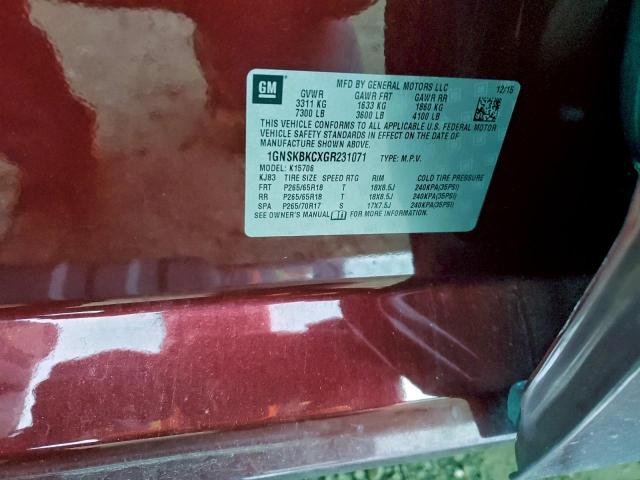 GM
MFD BY GENERAL MOTORS LLC
12/15
GVWR GAWR FRT GAWR RR
3311 KG 1633 KG 1860 KG
7300 LB 3600 LB 4100 LB
THIS VEHICLE CONFORMS TO ALL APPLICABLE U.S. FEDERAL MOTOR
VEHICLE SAFETY STANDARDS IN EFFECT ON THE DATE OF
MANUFACTURE SHOWN ABOVE.
1GNSKBKCXGR231071 TYPE: M.P.V.
MODEL: K15706
KJ83 TIRE SIZE SPEED RTG RIM COLD TIRE PRESSURE
FRT P265/65R18 T 18X8.5J 240KPA(35PSI)
RR P265/65R18 T 18X8.5J 240KPA(35PSI)
SPA P265/70R17 S 17X7.5J 240KPA(35PSI)
SEE OWNER'S MANUAL FOR MORE INFORMATION.